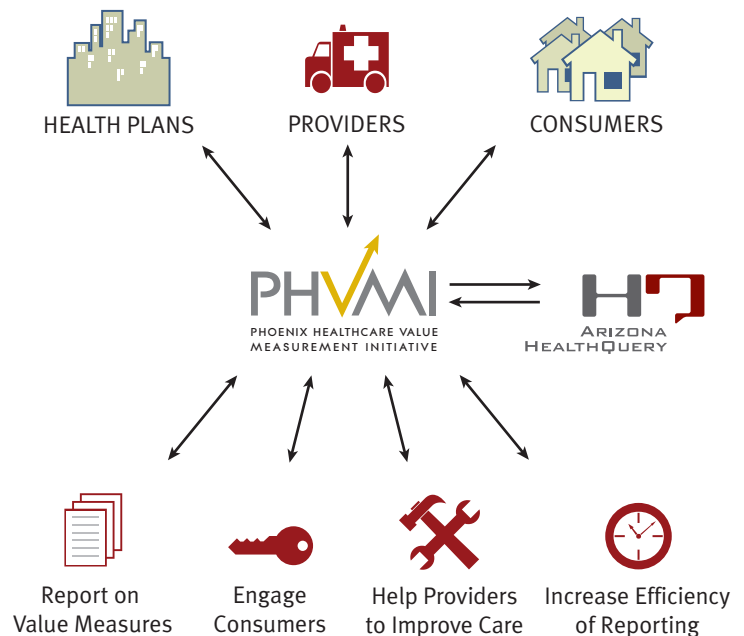 HEALTH PLANS
PROVIDERS
CONSUMERS
PHVMI
PHOENIX HEALTHCARE VALUE
MEASUREMENT INITIATIVE
HQ
ARIZONA
HEALTHQUERY
Report on
Value Measures
Engage
Consumers
Help Providers
to Improve Care
Increase Efficiency
of Reporting